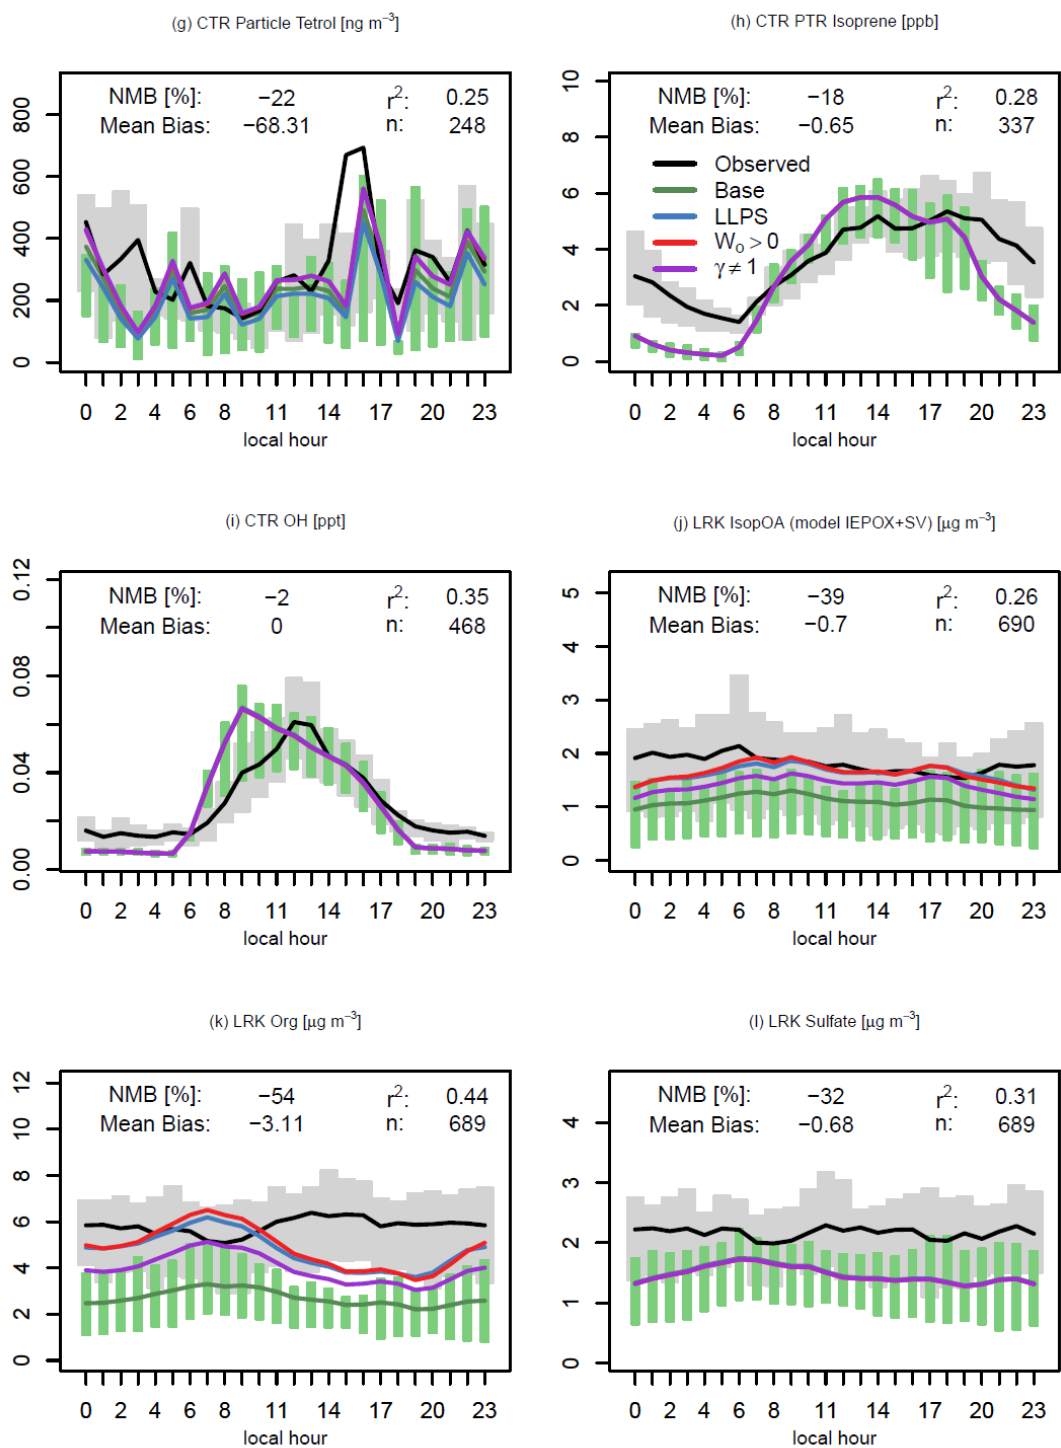 (g) CTR Particle Tetrol [ng m⁻³]
NMB [%]: −22 r²: 0.25
Mean Bias: −68.31 n: 248
800
600
400
200
0
0 2 4 6 8 11 14 17 20 23
local hour
(h) CTR PTR Isoprene [ppb]
NMB [%]: −18 r²: 0.28
Mean Bias: −0.65 n: 337
Observed
Base
LLPS
Wₒ > 0
γ ≠ 1
10
8
6
4
2
0
0 2 4 6 8 11 14 17 20 23
local hour
(i) CTR OH [ppt]
NMB [%]: −2 r²: 0.35
Mean Bias: 0 n: 468
0.12
0.08
0.04
0.00
0 2 4 6 8 11 14 17 20 23
local hour
(j) LRK IsopOA (model IEPOX+SV) [μg m⁻³]
NMB [%]: −39 r²: 0.26
Mean Bias: −0.7 n: 690
5
4
3
2
1
0
0 2 4 6 8 11 14 17 20 23
local hour
(k) LRK Org [μg m⁻³]
NMB [%]: −54 r²: 0.44
Mean Bias: −3.11 n: 689
12
10
8
6
4
2
0
0 2 4 6 8 11 14 17 20 23
local hour
(l) LRK Sulfate [μg m⁻³]
NMB [%]: −32 r²: 0.31
Mean Bias: −0.68 n: 689
4
3
2
1
0
0 2 4 6 8 11 14 17 20 23
local hour